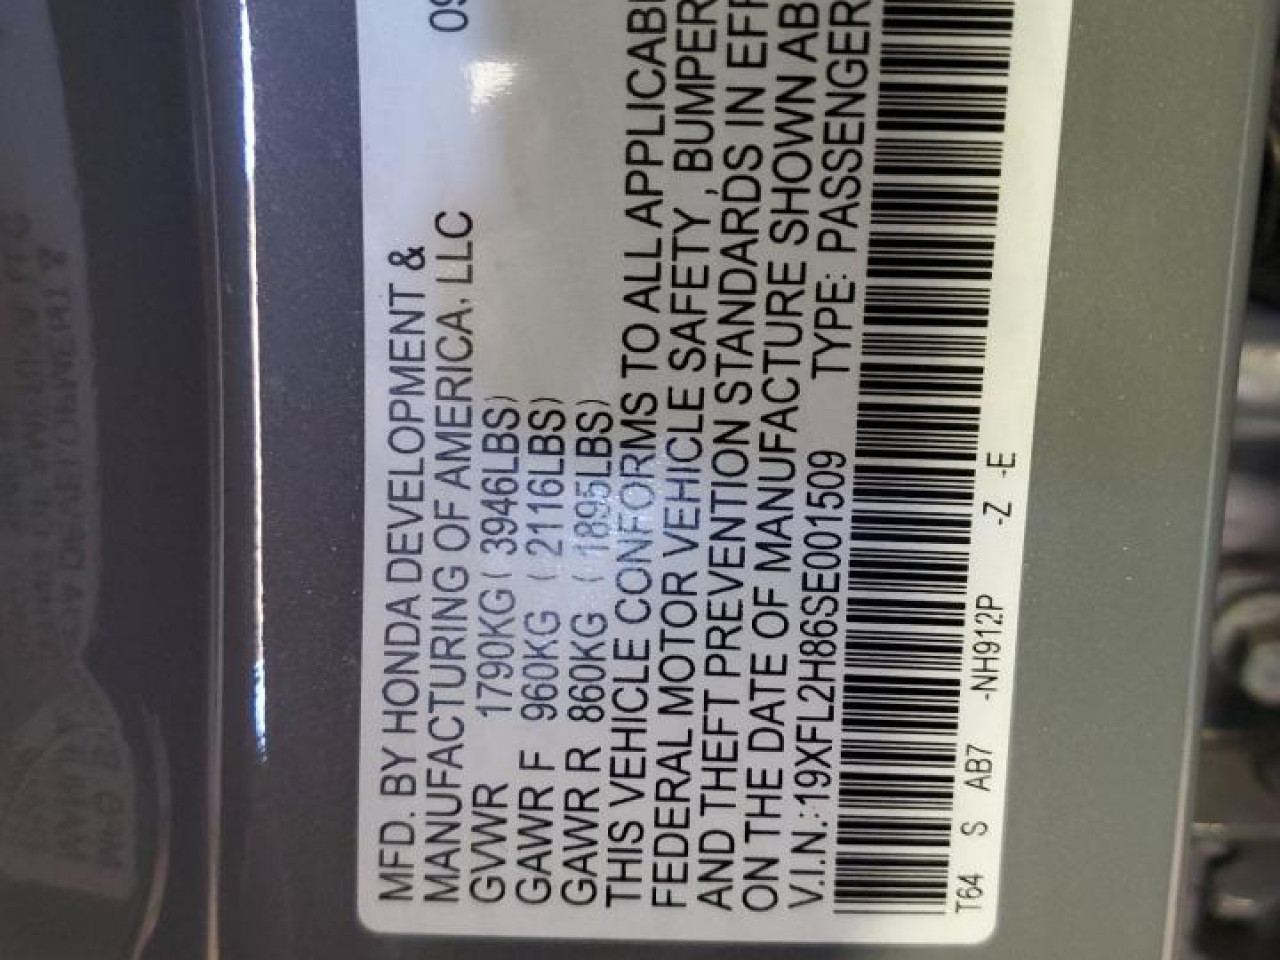 MFD. BY HONDA DEVELOPMENT & 09
MANUFACTURING OF AMERICA, LLC
GVWR 1790KG ( 3946LBS)
GAWR F 960KG ( 2116LBS)
GAWR R 860KG ( 1895LBS)
THIS VEHICLE CONFORMS TO ALL APPLICABL
FEDERAL MOTOR VEHICLE SAFETY , BUMPER
AND THEFT PREVENTION STANDARDS IN EFF
ON THE DATE OF MANUFACTURE SHOWN AB
V.I.N.:19XFL2H86SE001509 TYPE: PASSENGER
T64 S AB7 -NH912P -Z -E